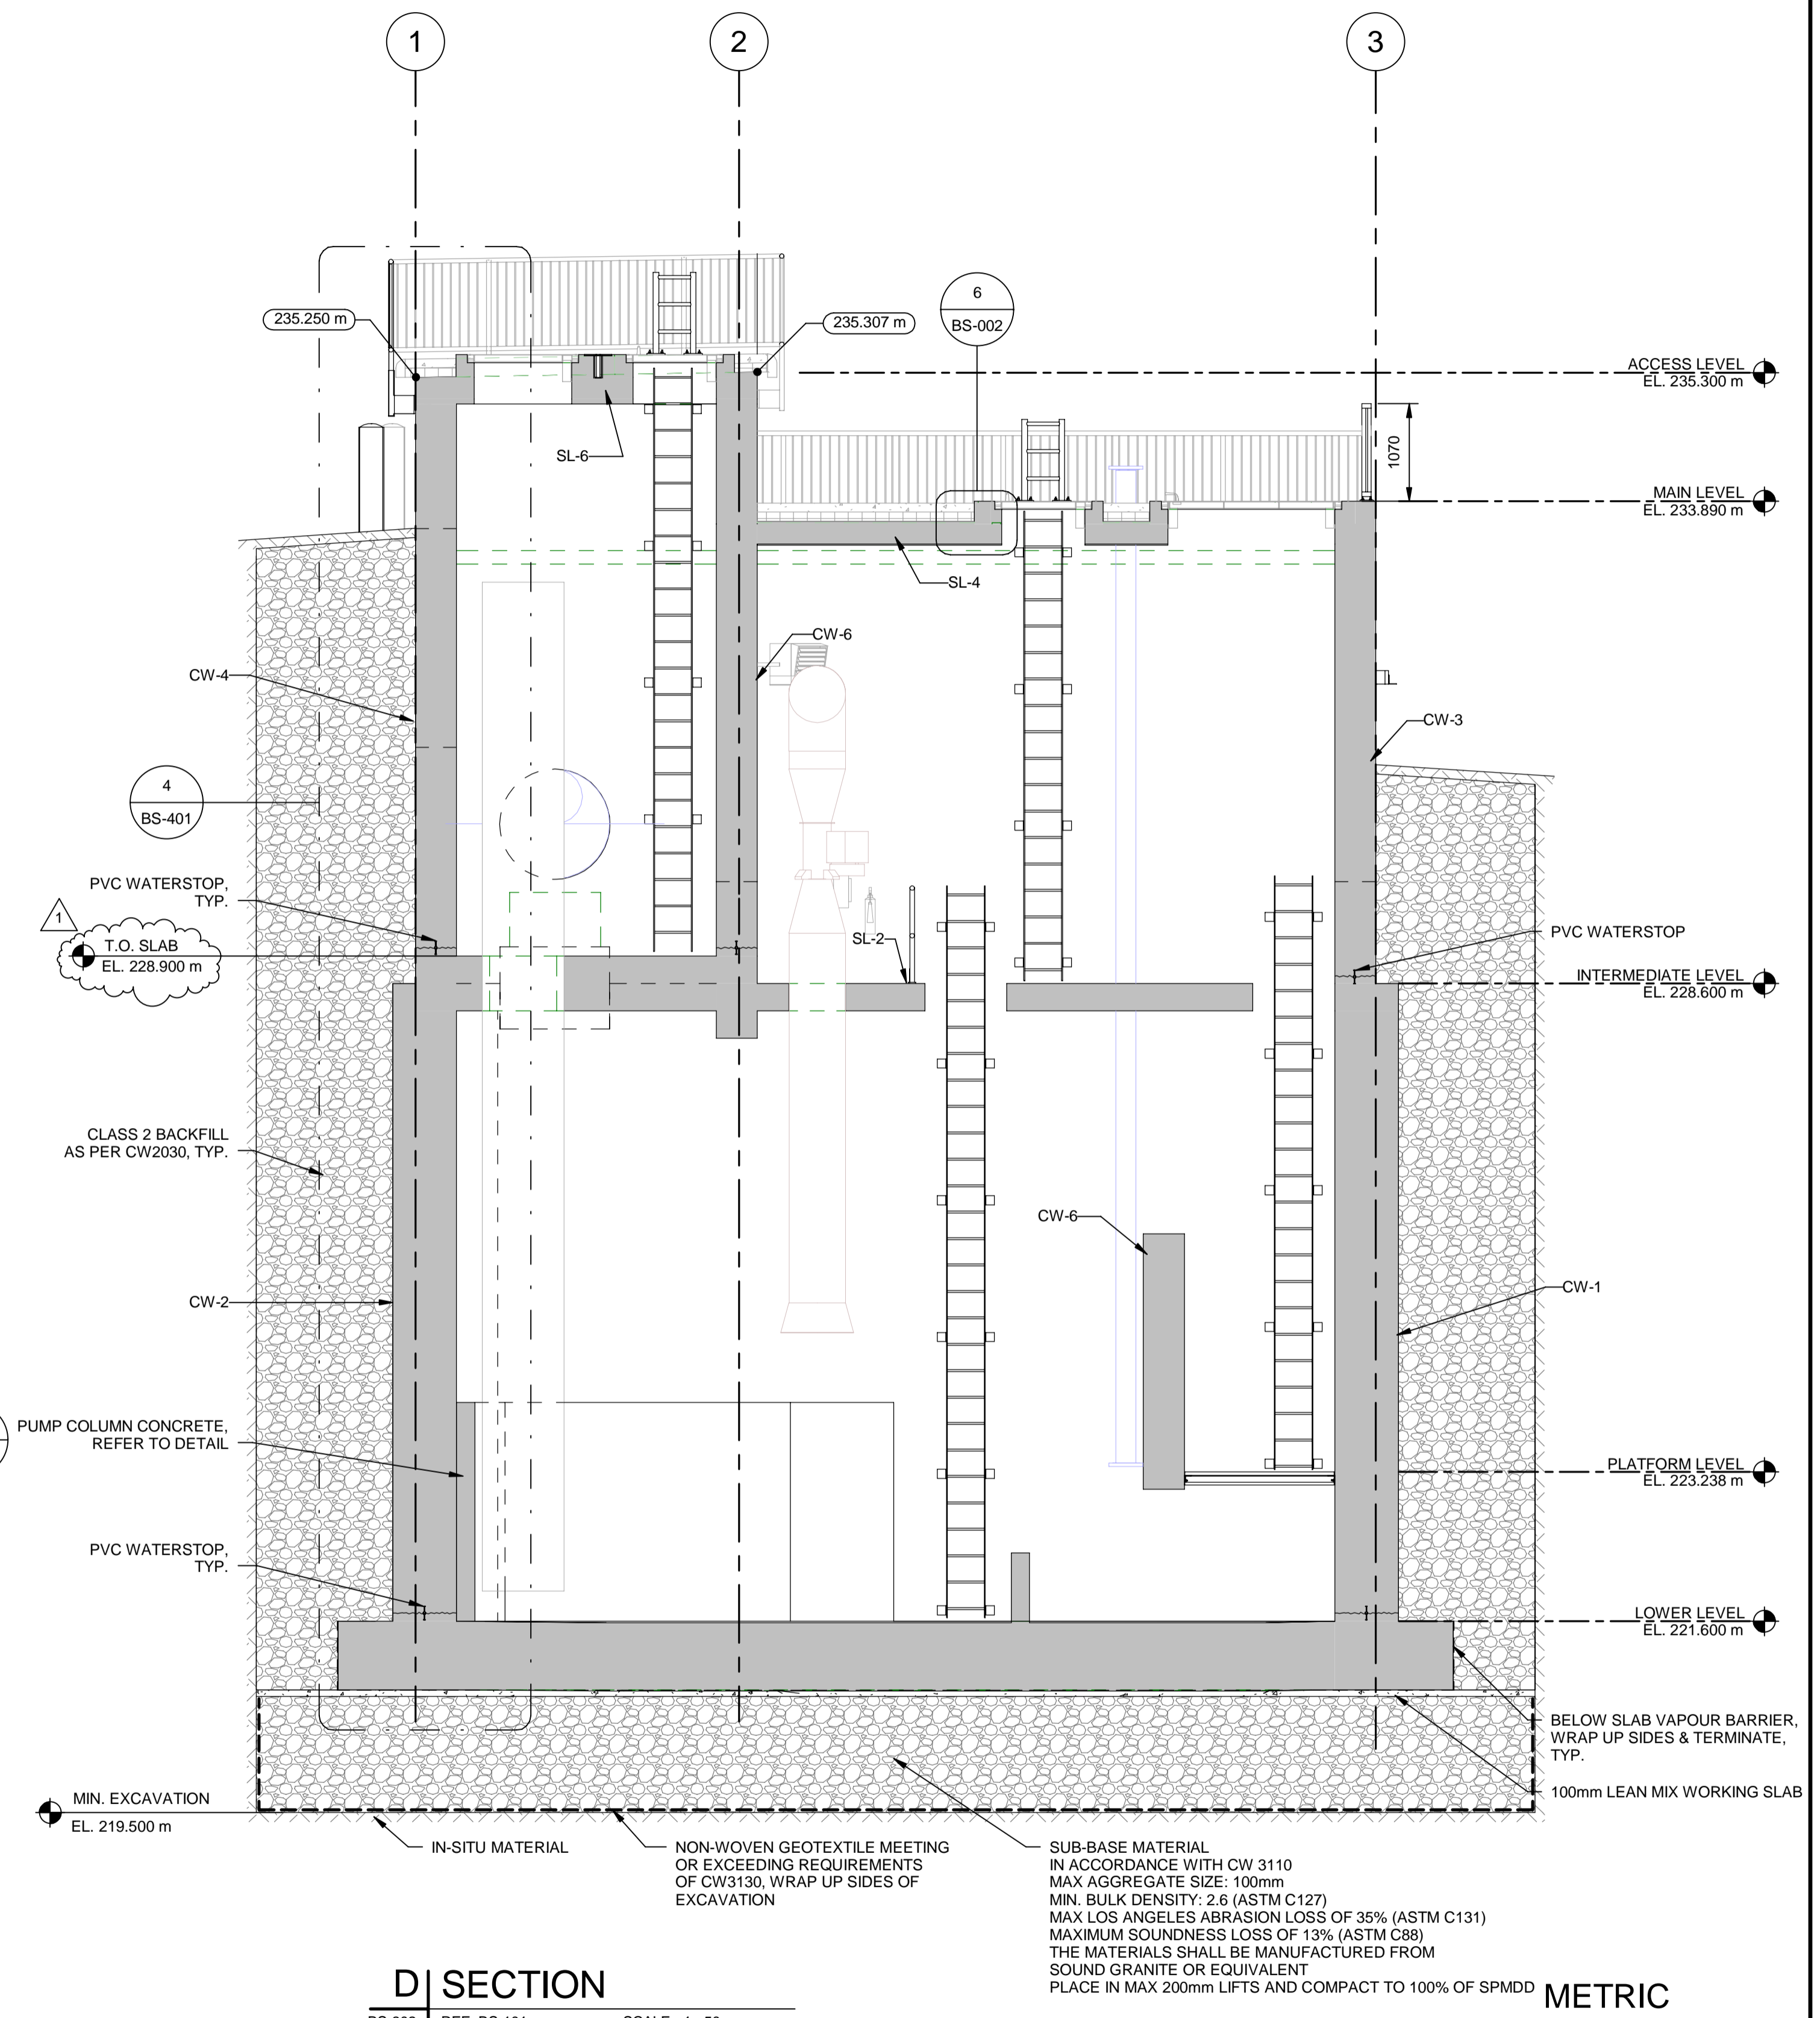 1
2
3
235.250 m
235.307 m
6
BS-002
ACCESS LEVEL
EL. 235.300 m
SL-6
1070
MAIN LEVEL
EL. 233.890 m
SL-4
CW-6
CW-4
CW-3
4
BS-401
PVC WATERSTOP,
TYP.
1
T.O. SLAB
EL. 228.900 m
SL-2
PVC WATERSTOP
INTERMEDIATE LEVEL
EL. 228.600 m
CLASS 2 BACKFILL
AS PER CW2030, TYP.
CW-6
CW-2
CW-1
PUMP COLUMN CONCRETE,
REFER TO DETAIL
PLATFORM LEVEL
EL. 223.238 m
PVC WATERSTOP,
TYP.
LOWER LEVEL
EL. 221.600 m
BELOW SLAB VAPOUR BARRIER,
WRAP UP SIDES & TERMINATE,
TYP.
100mm LEAN MIX WORKING SLAB
MIN. EXCAVATION
EL. 219.500 m
IN-SITU MATERIAL
NON-WOVEN GEOTEXTILE MEETING
OR EXCEEDING REQUIREMENTS
OF CW3130, WRAP UP SIDES OF
EXCAVATION
SUB-BASE MATERIAL
IN ACCORDANCE WITH CW 3110
MAX AGGREGATE SIZE: 100mm
MIN. BULK DENSITY: 2.6 (ASTM C127)
MAX LOS ANGELES ABRASION LOSS OF 35% (ASTM C131)
MAXIMUM SOUNDNESS LOSS OF 13% (ASTM C88)
THE MATERIALS SHALL BE MANUFACTURED FROM
SOUND GRANITE OR EQUIVALENT
PLACE IN MAX 200mm LIFTS AND COMPACT TO 100% OF SPMDD
METRIC
D SECTION